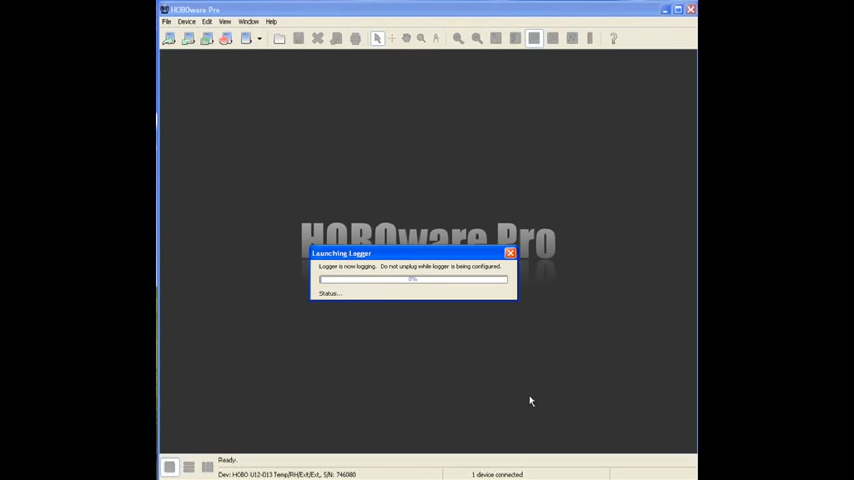 HOBOware Pro
File Device Edit View Window Help
HOBOware Pro
Launching Logger
Logger is now logging. Do not unplug while logger is being configured.
0%
Status...
Ready.
Dev: HOBO U12-013 Temp/RH/Ext/Ext, S/N: 746080
1 device connected